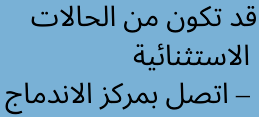 قد تكون من الحالات
الاستثنائية
– اتصل بمركز الاندماج